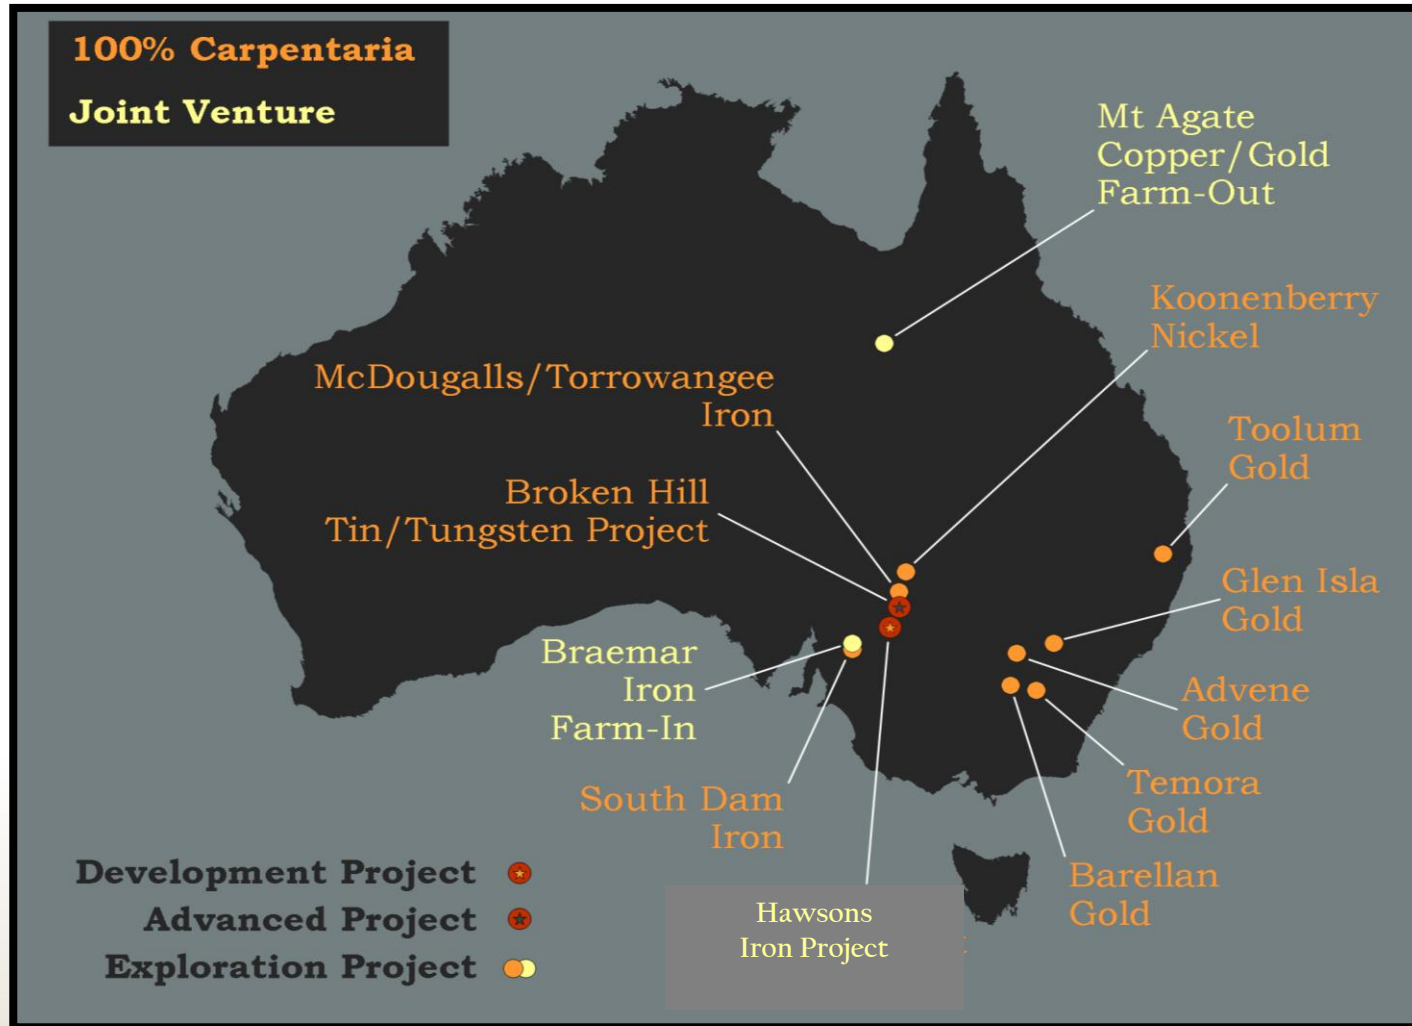 100% Carpentaria
Joint Venture
Mt Agate
Copper/Gold
Farm-Out
Koonenberry
Nickel
McDougalls/Torrowangee
Iron
Toolum
Gold
Broken Hill
Tin/Tungsten Project
Glen Isla
Gold
Braemar
Iron
Farm-In
Advene
Gold
South Dam
Iron
Temora
Gold
Barellan
Gold
Hawsons
Iron Project
Development Project
Advanced Project
Exploration Project